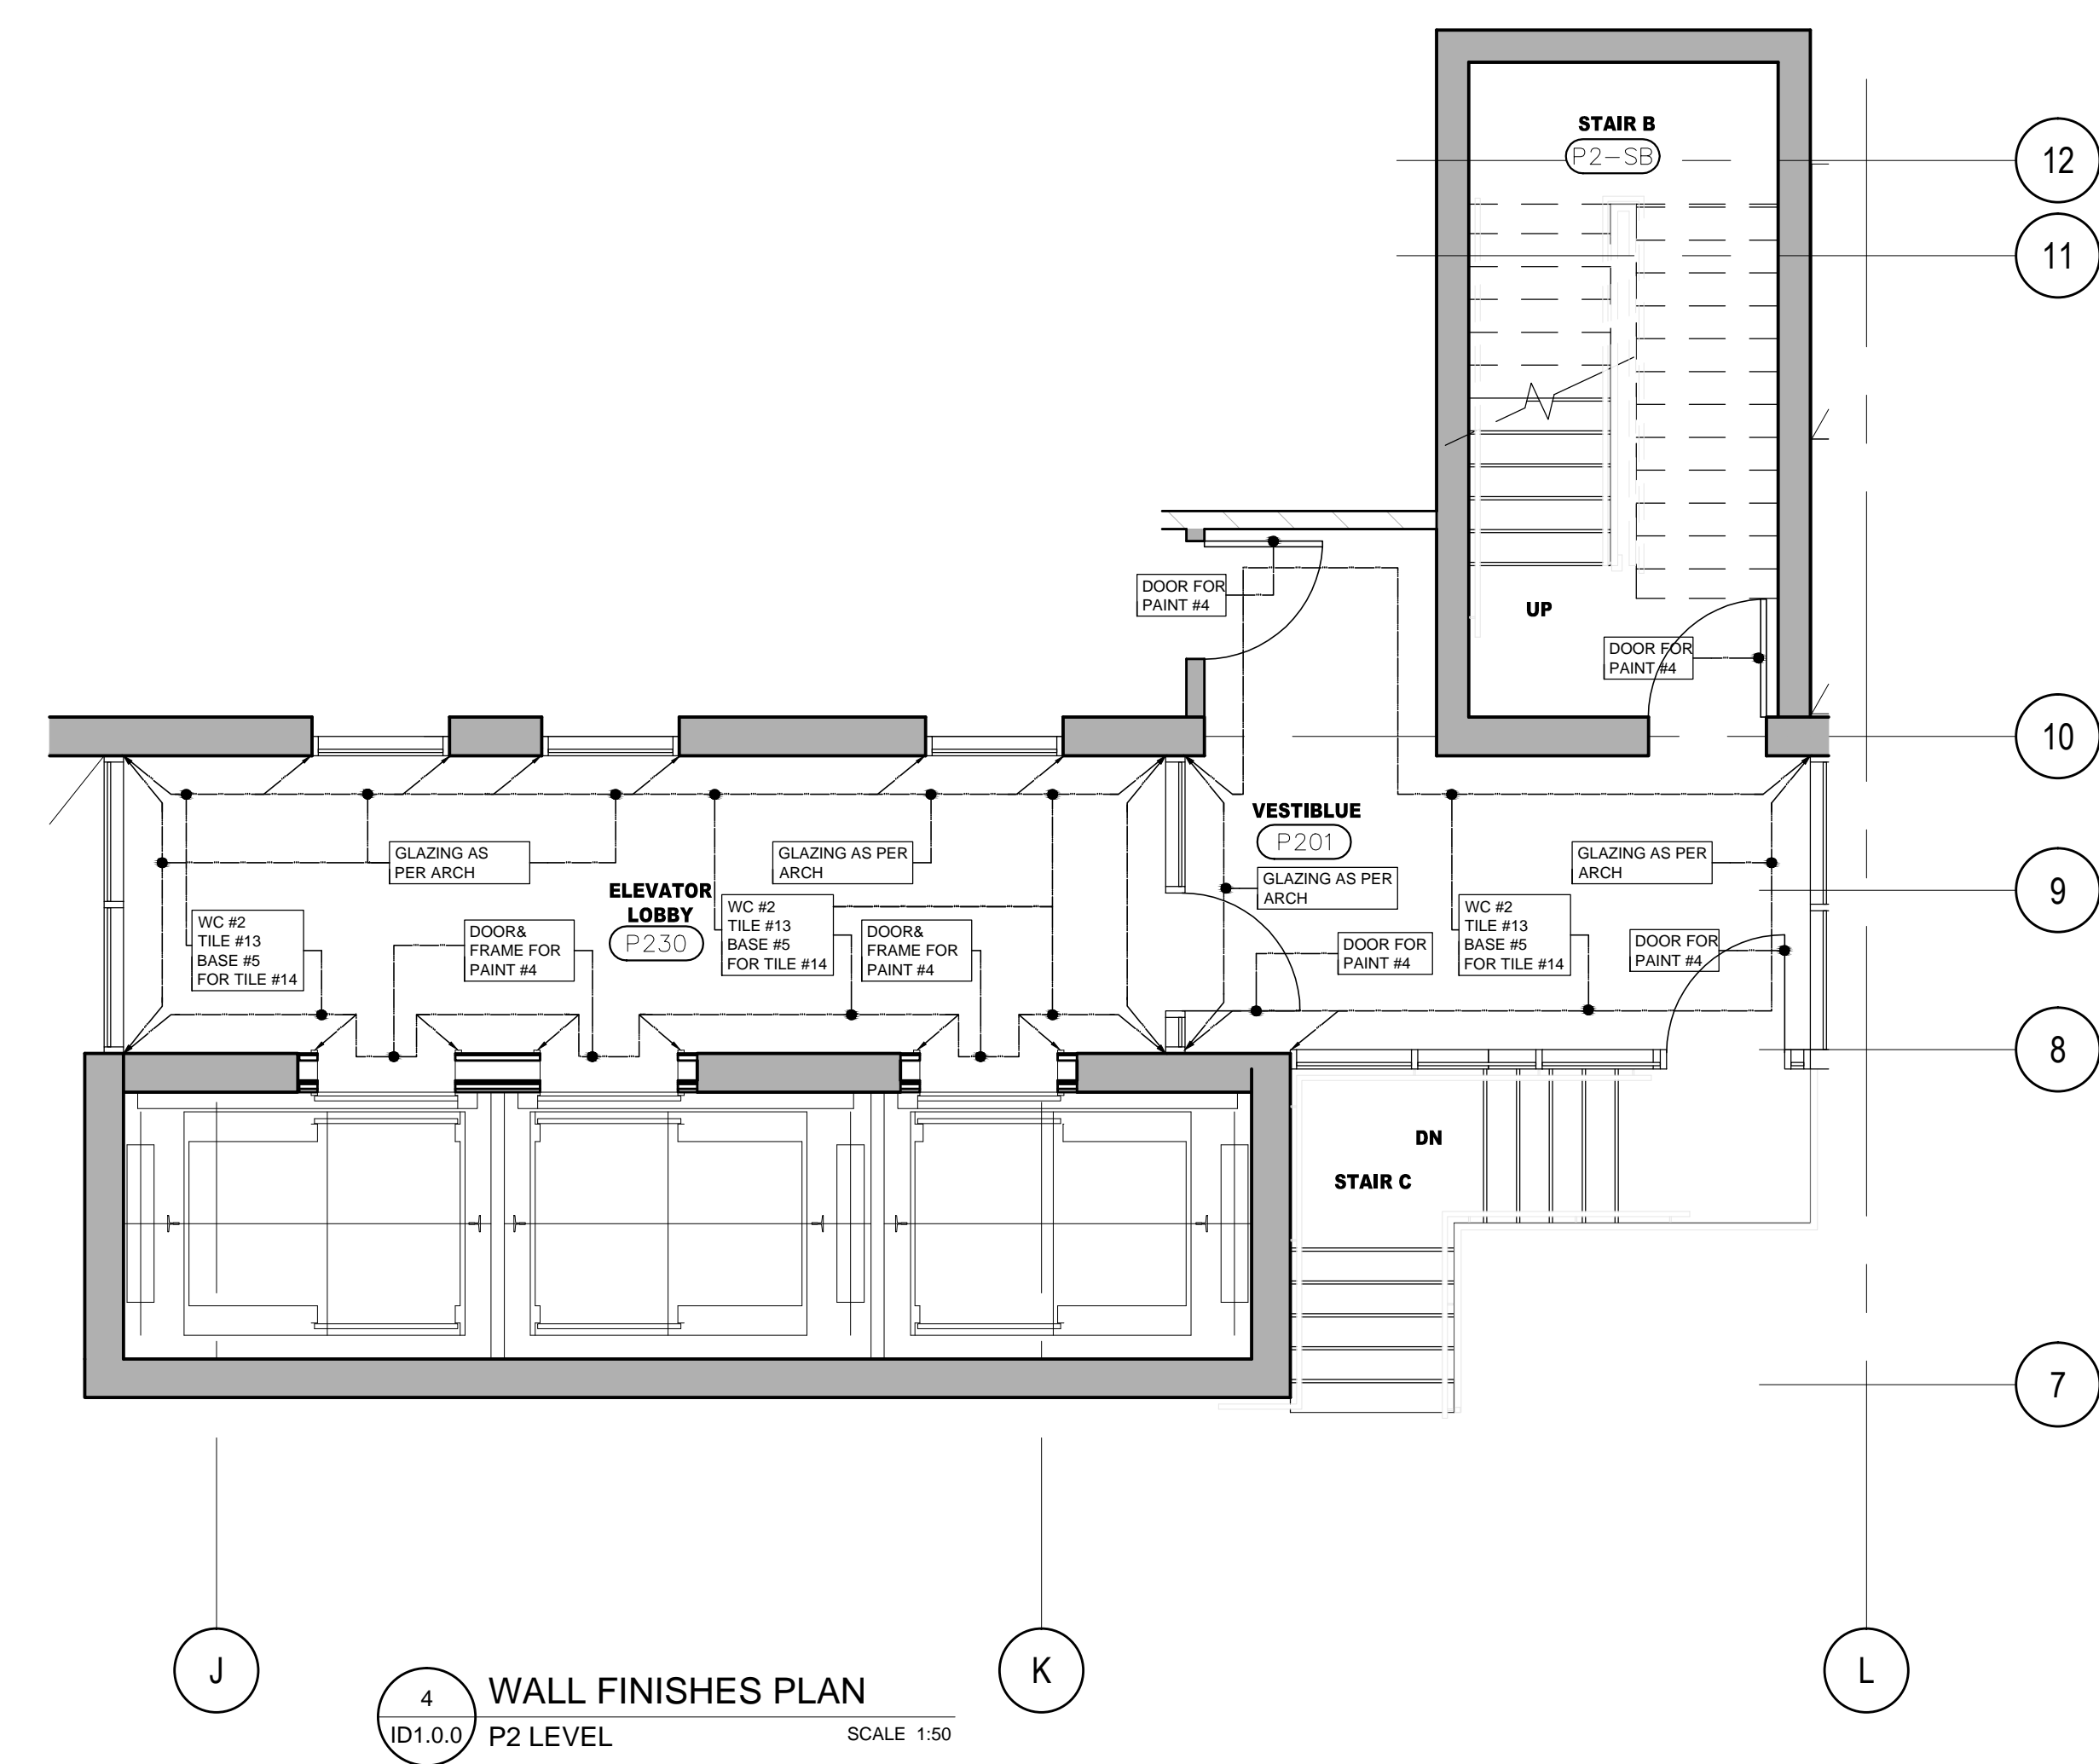 STAIR B
P2-SB
12
11
DOOR FOR
PAINT #4
UP
DOOR FOR
PAINT #4
10
VESTIBLUE
P201
GLAZING AS
PER ARCH
GLAZING AS PER
ARCH
GLAZING AS PER
ARCH
GLAZING AS PER
ARCH
9
ELEVATOR
LOBBY
P230
WC #2
TILE #13
BASE #5
FOR TILE #14
DOOR&
FRAME FOR
PAINT #4
WC #2
TILE #13
BASE #5
FOR TILE #14
DOOR&
FRAME FOR
PAINT #4
DOOR FOR
PAINT #4
WC #2
TILE #13
BASE #5
FOR TILE #14
DOOR FOR
PAINT #4
8
DN
STAIR C
7
J
K
L
4
ID1.0.0
WALL FINISHES PLAN
P2 LEVEL
SCALE 1:50